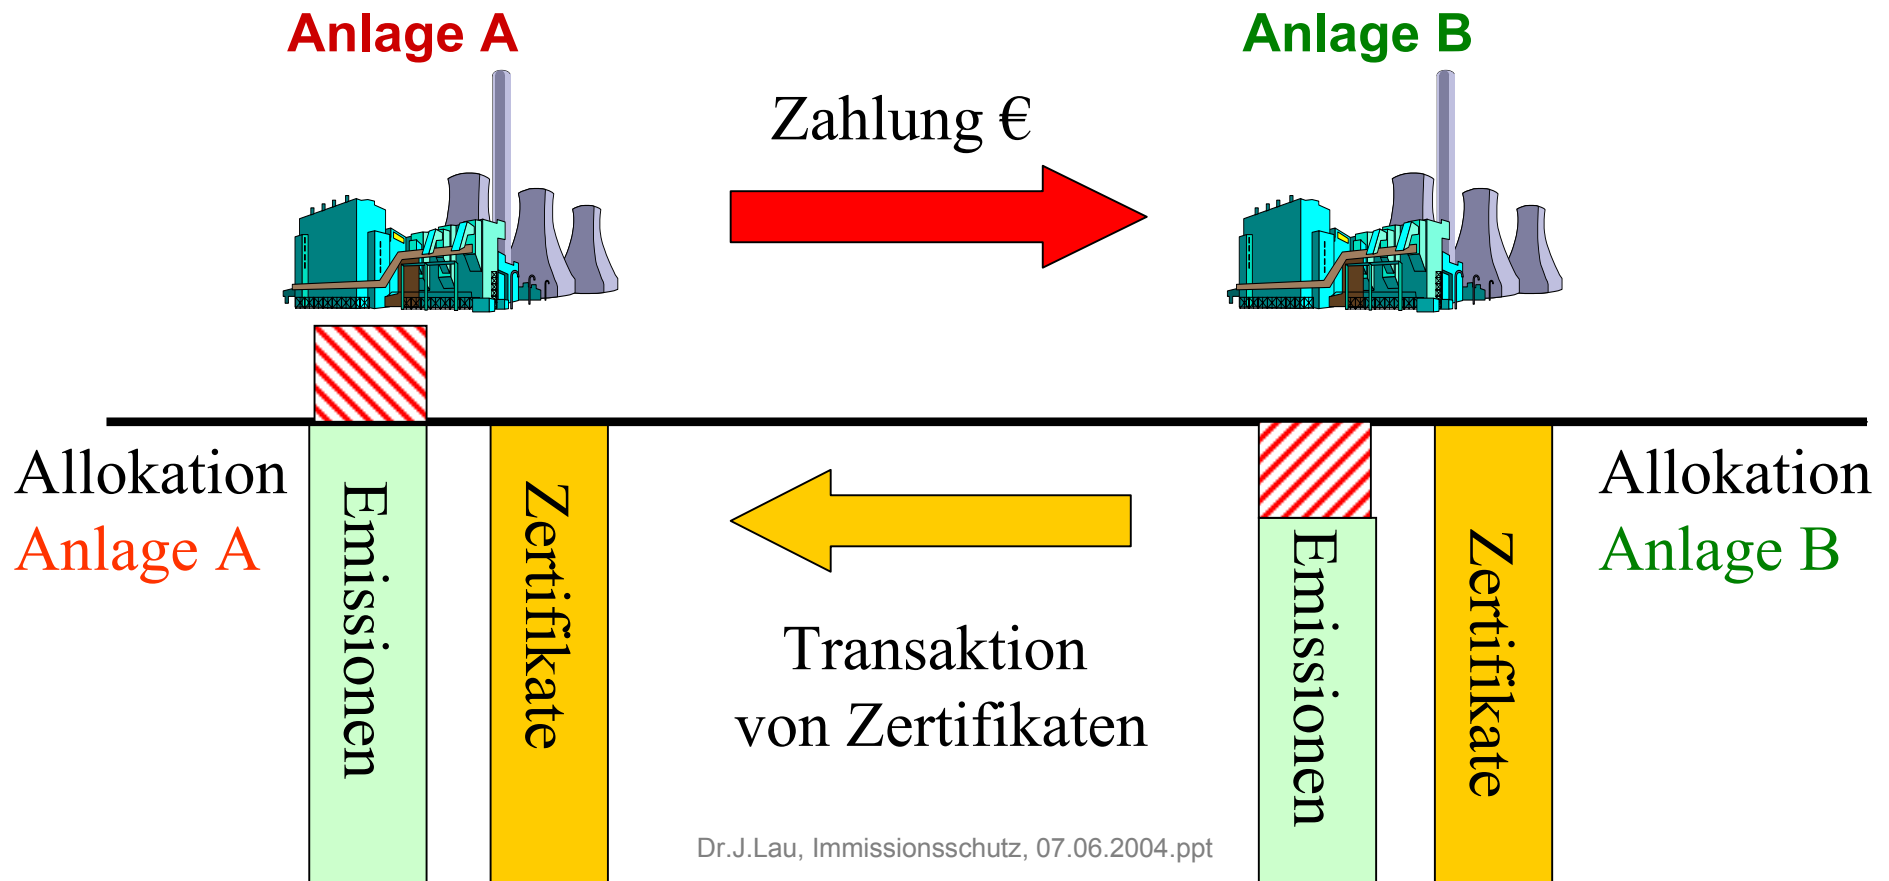 Anlage A
Anlage B
Zahlung €
Allokation
Anlage A
Emissionen
Zertifikate
Transaktion
von Zertifikaten
Emissionen
Zertifikate
Allokation
Anlage B
Dr.J.Lau, Immissionsschutz, 07.06.2004.ppt